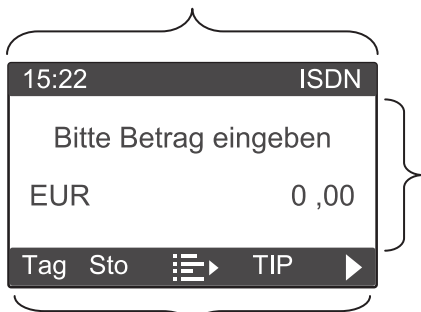 15:22 ISDN
Bitte Betrag eingeben
EUR 0 ,00
Tag Sto TIP